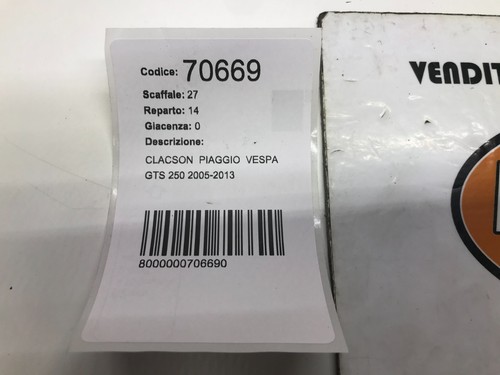 Codice: 70669
Scaffale: 27
Reparto: 14
Giacenza: 0
Descrizione:
CLACSON PIAGGIO VESPA
GTS 250 2005-2013
8000000706690
VENDIT